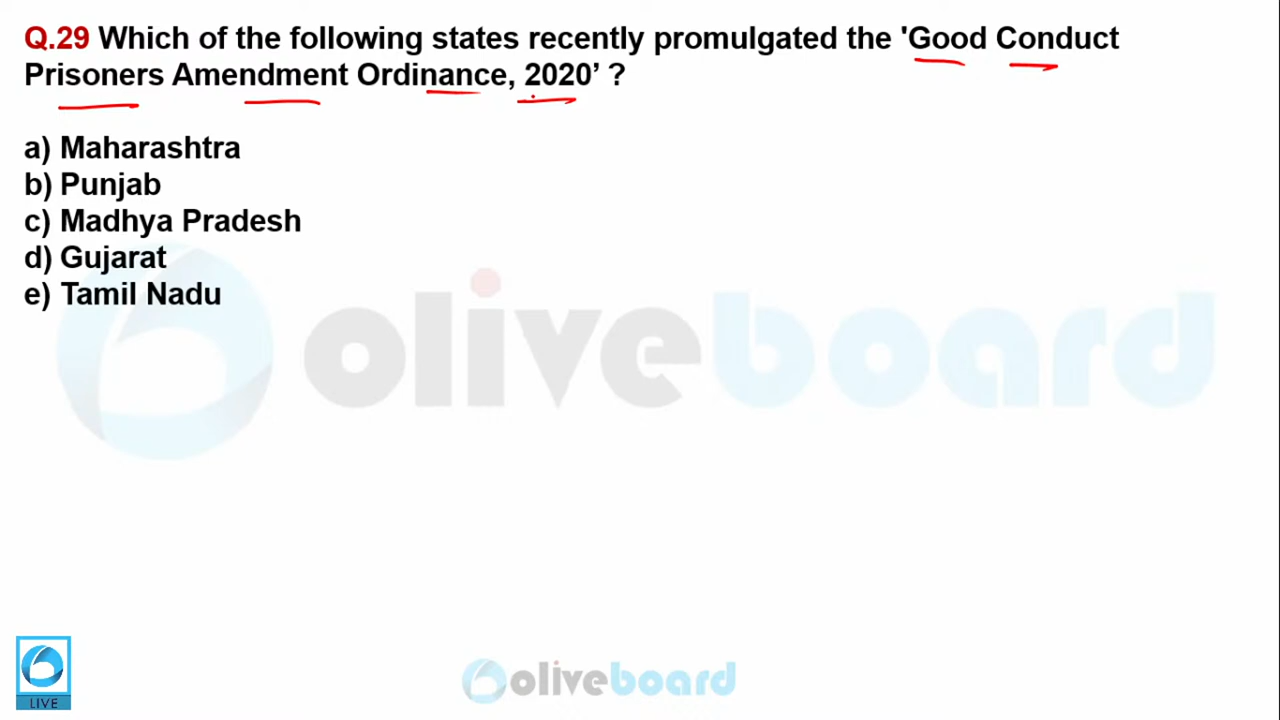 Q.29 Which of the following states recently promulgated the 'Good Conduct
Prisoners Amendment Ordinance, 2020’ ?
a) Maharashtra
b) Punjab
c) Madhya Pradesh
d) Gujarat
e) Tamil Nadu
oliveboard
LIVE
oliveboard